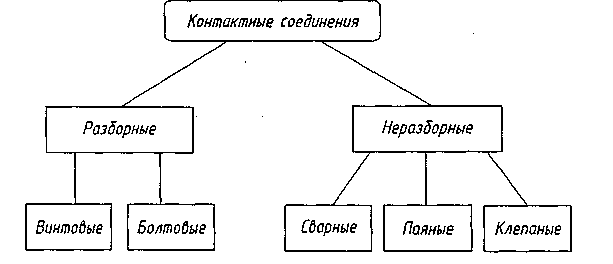 Контактные соединения
Разборные
Неразборные
Винтовые
Болтовые
Сварные
Паяные
Клепаные